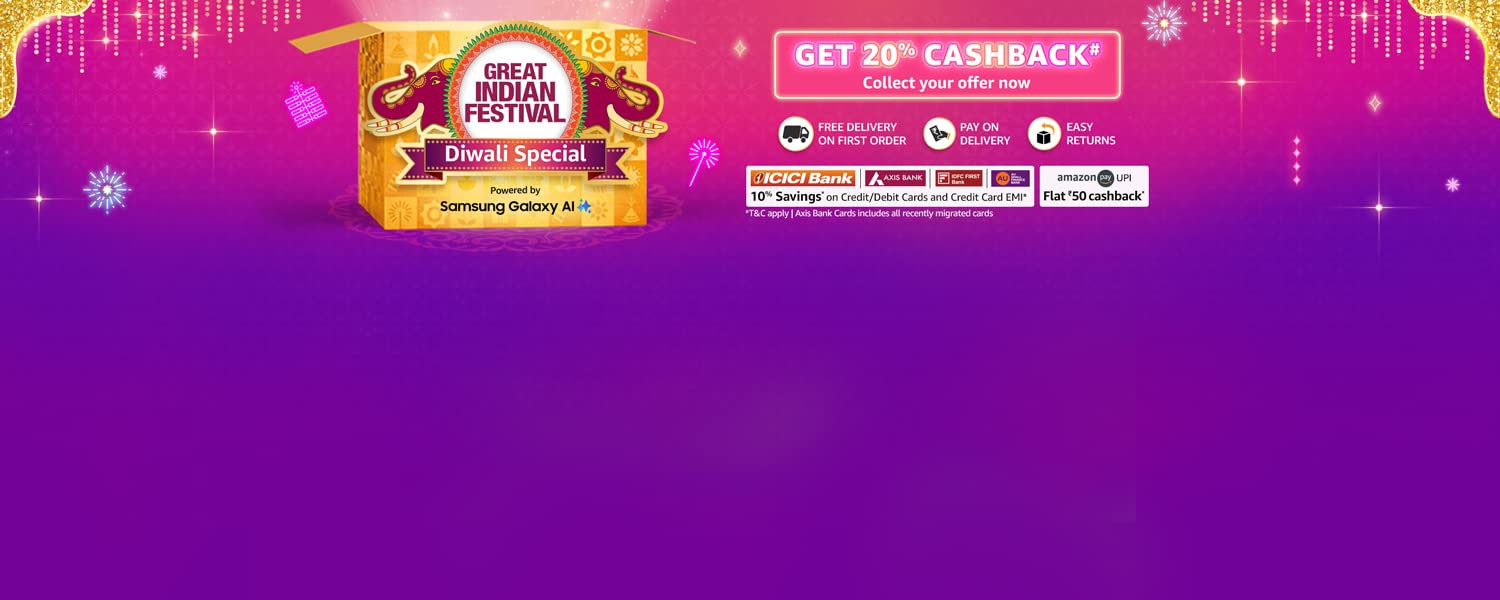 GREAT
INDIAN
FESTIVAL
Diwali Special
Powered by
Samsung Galaxy AI
GET 20% CASHBACK#
Collect your offer now
FREE DELIVERY
ON FIRST ORDER
PAY ON
DELIVERY
EASY
RETURNS
ICICI Bank
AXIS BANK
IDFC FIRST
Bank
AU
10% Savings* on Credit/Debit Cards and Credit Card EMI*
amazon pay UPI
Flat ₹50 cashback*
*T&C apply | Axis Bank Cards includes all recently migrated cards